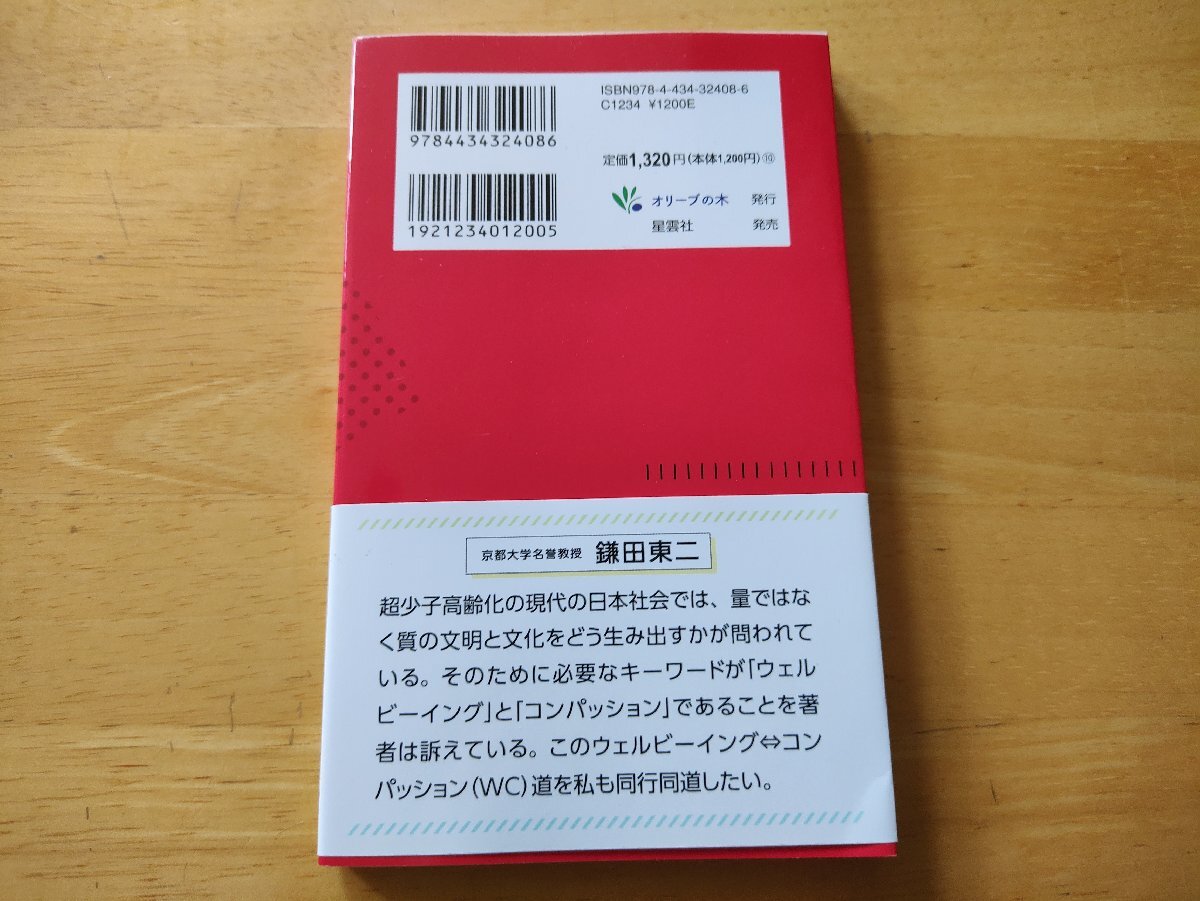 ISBN978-4-434-32408-6
C1234 ¥1200E
9784434324086
定価1,320円(本体1,200円)⑩
オリーブの木 発行
1921234012005
星雲社 発売
京都大学名誉教授 鎌田東二
超少子高齢化の現代の日本社会では、量ではな
く質の文明と文化をどう生み出すかが問われて
いる。そのために必要なキーワードが「ウェル
ビーイング」と「コンパッション」であることを著
者は訴えている。このウェルビーイング⇔コン
パッション(WC)道を私も同行同道したい。